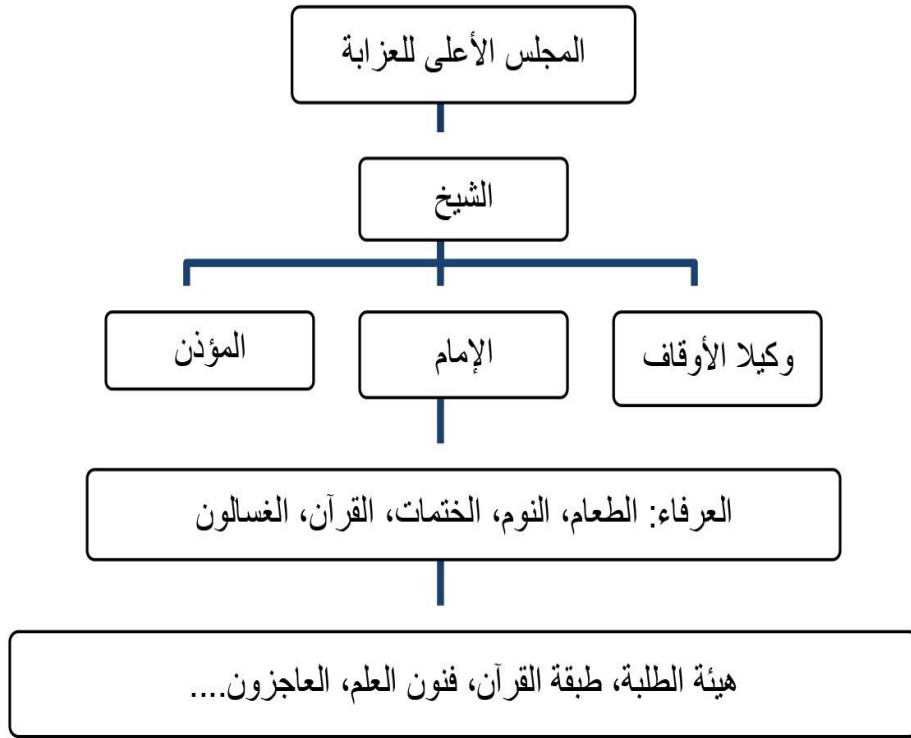 المجلس الأعلى للعزابة
الشيخ
وكيلا الأوقاف
الإمام
المؤذن
العرفاء: الطعام، النوم، الختمات، القرآن، الغسالون
هيئة الطلبة، طبقة القرآن، فنون العلم، العاجزون....